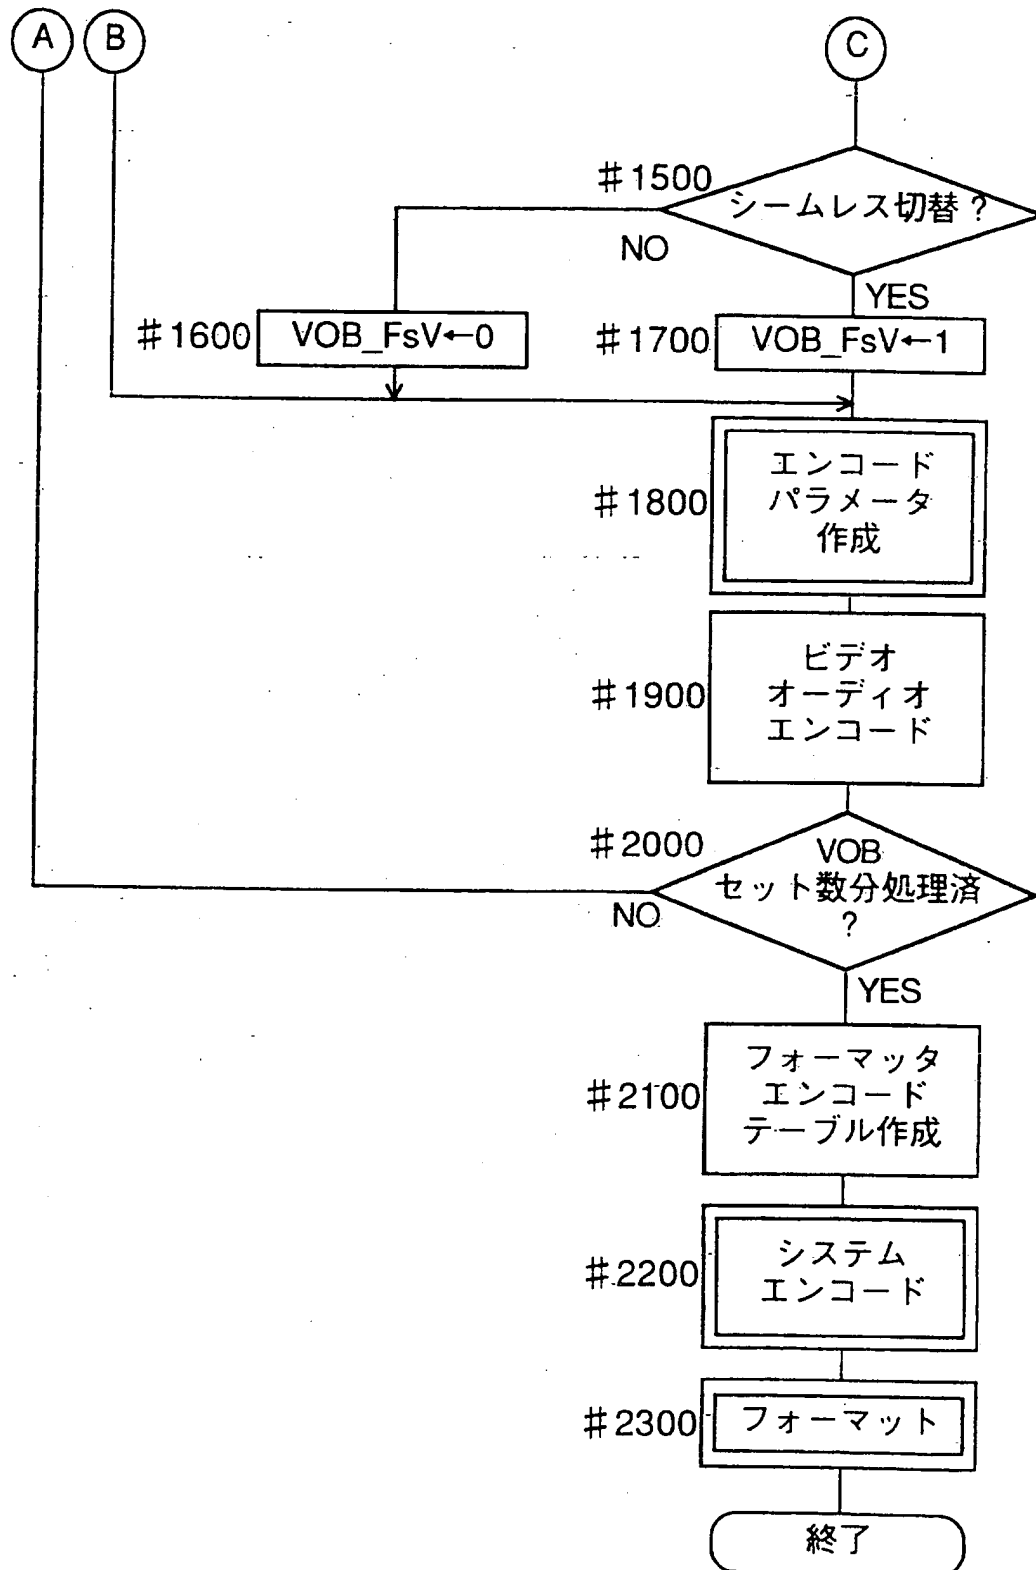 A
B
C
#1500
シームレス切替?
NO
YES
#1600
VOB_FsV←0
#1700
VOB_FsV←1
#1800
エンコード
パラメータ
作成
#1900
ビデオ
オーディオ
エンコード
#2000
VOB
セット数分処理済
?
NO
YES
#2100
フォーマッタ
エンコード
テーブル作成
#2200
システム
エンコード
#2300
フォーマット
終了